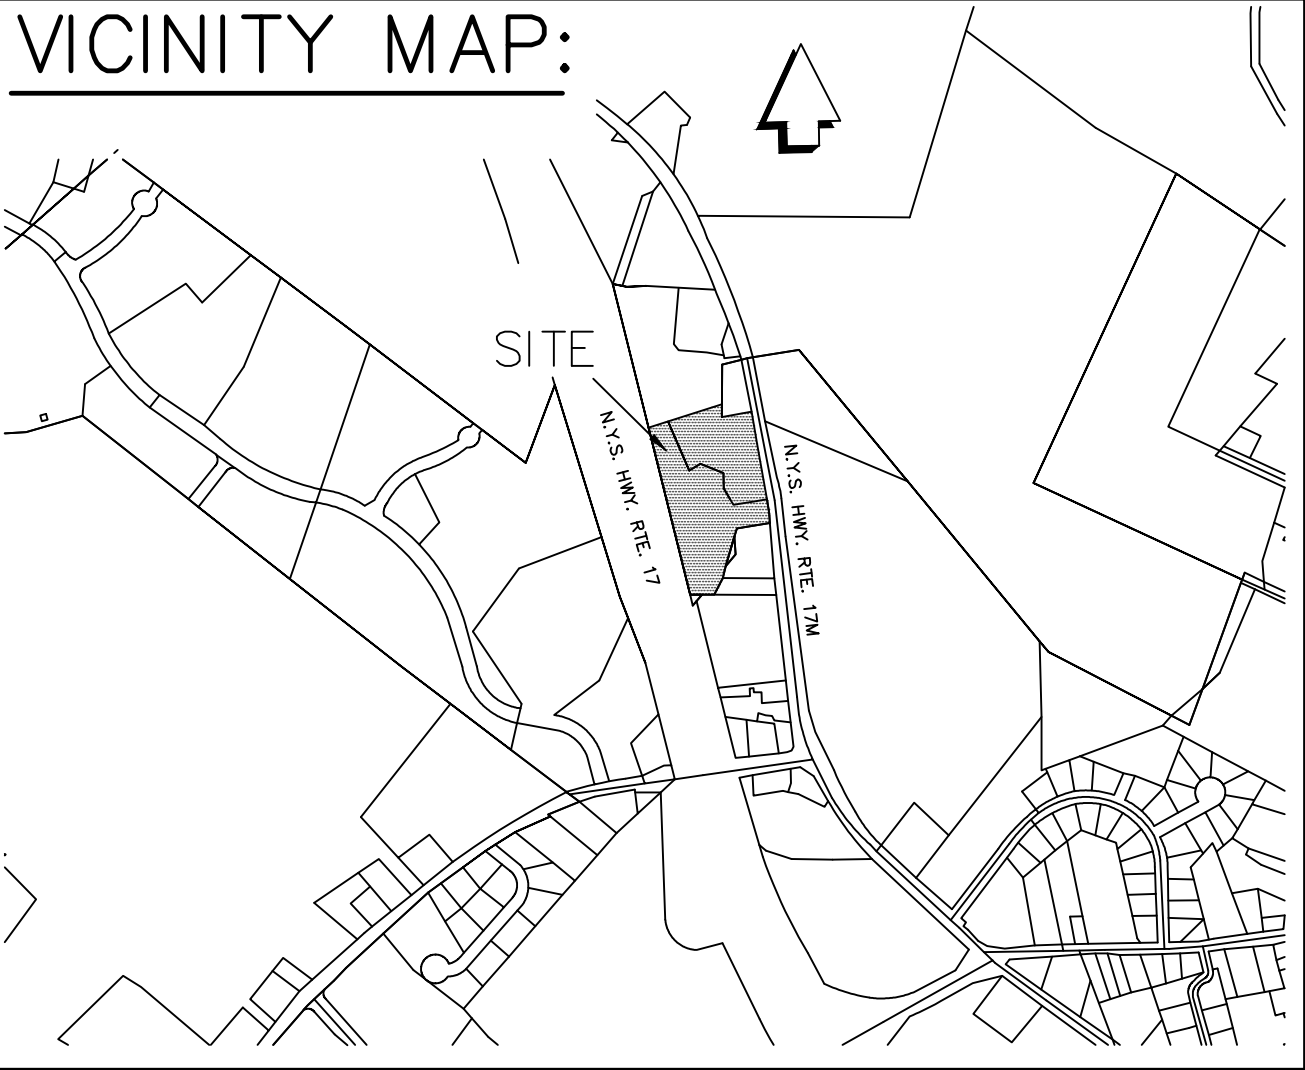 VICINITY MAP:
SITE
N.Y.S. HWY. RTE. 17
N.Y.S. HWY. RTE. 17M